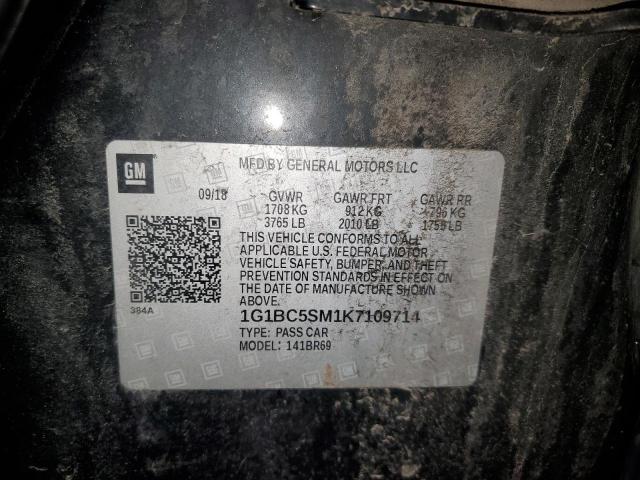 GM
MFD BY GENERAL MOTORS LLC
09/18 GVWR GAWR FRT GAWR RR
1708 KG 912 KG 796 KG
3765 LB 2010 LB 1755 LB
THIS VEHICLE CONFORMS TO ALL
APPLICABLE U.S. FEDERAL MOTOR
VEHICLE SAFETY, BUMPER, AND THEFT
PREVENTION STANDARDS IN EFFECT ON
THE DATE OF MANUFACTURE SHOWN
ABOVE.
384A
1G1BC5SM1K7109714
TYPE: PASS CAR
MODEL: 141BR69